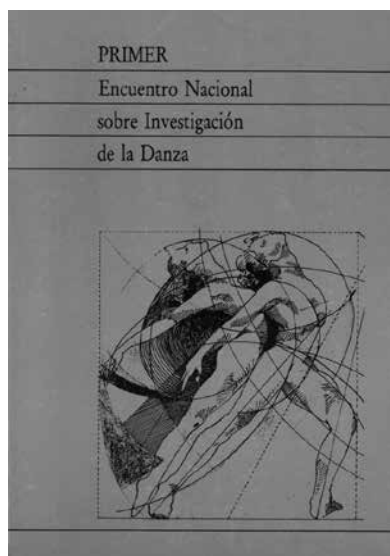 PRIMER
Encuentro Nacional
sobre Investigación
de la Danza